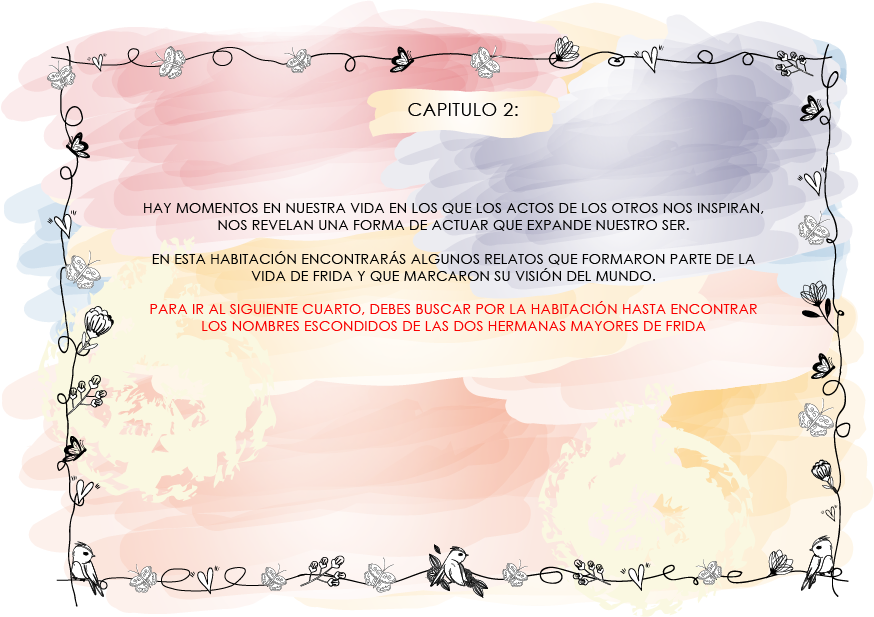 CAPITULO 2:
HAY MOMENTOS EN NUESTRA VIDA EN LOS QUE LOS ACTOS DE LOS OTROS NOS INSPIRAN,
NOS REVELAN UNA FORMA DE ACTUAR QUE EXPANDE NUESTRO SER.
EN ESTA HABITACIÓN ENCONTRARÁS ALGUNOS RELATOS QUE FORMARON PARTE DE LA
VIDA DE FRIDA Y QUE MARCARON SU VISIÓN DEL MUNDO.
PARA IR AL SIGUIENTE CUARTO, DEBES BUSCAR POR LA HABITACIÓN HASTA ENCONTRAR
LOS NOMBRES ESCONDIDOS DE LAS DOS HERMANAS MAYORES DE FRIDA